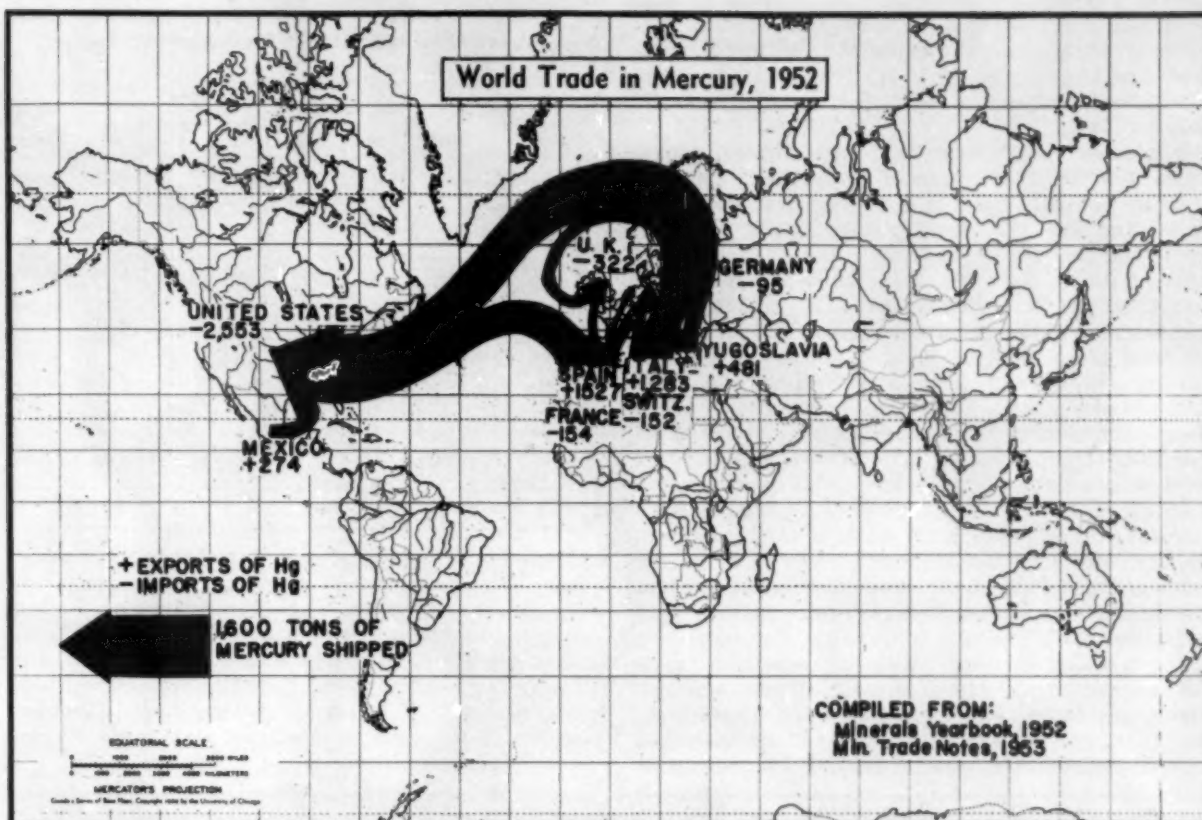 World Trade in Mercury, 1952
U. K.
-322
GERMANY
-95
UNITED STATES
-2,553
YUGOSLAVIA
+481
SPAIN
+1527
ITALY-
+1283
SWITZ.
-152
FRANCE
-154
MEXICO
+274
+ EXPORTS OF Hg
- IMPORTS OF Hg
1,600 TONS OF
MERCURY SHIPPED
COMPILED FROM:
Minerals Yearbook, 1952
Min. Trade Notes, 1953
EQUATORIAL SCALE
MERCATOR'S PROJECTION